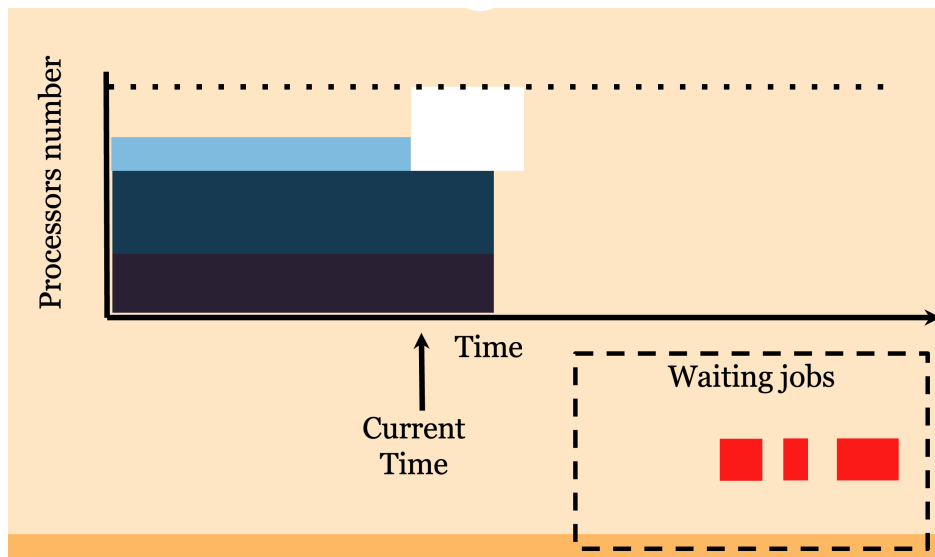 Processors number
Time
Current
Time
Waiting jobs